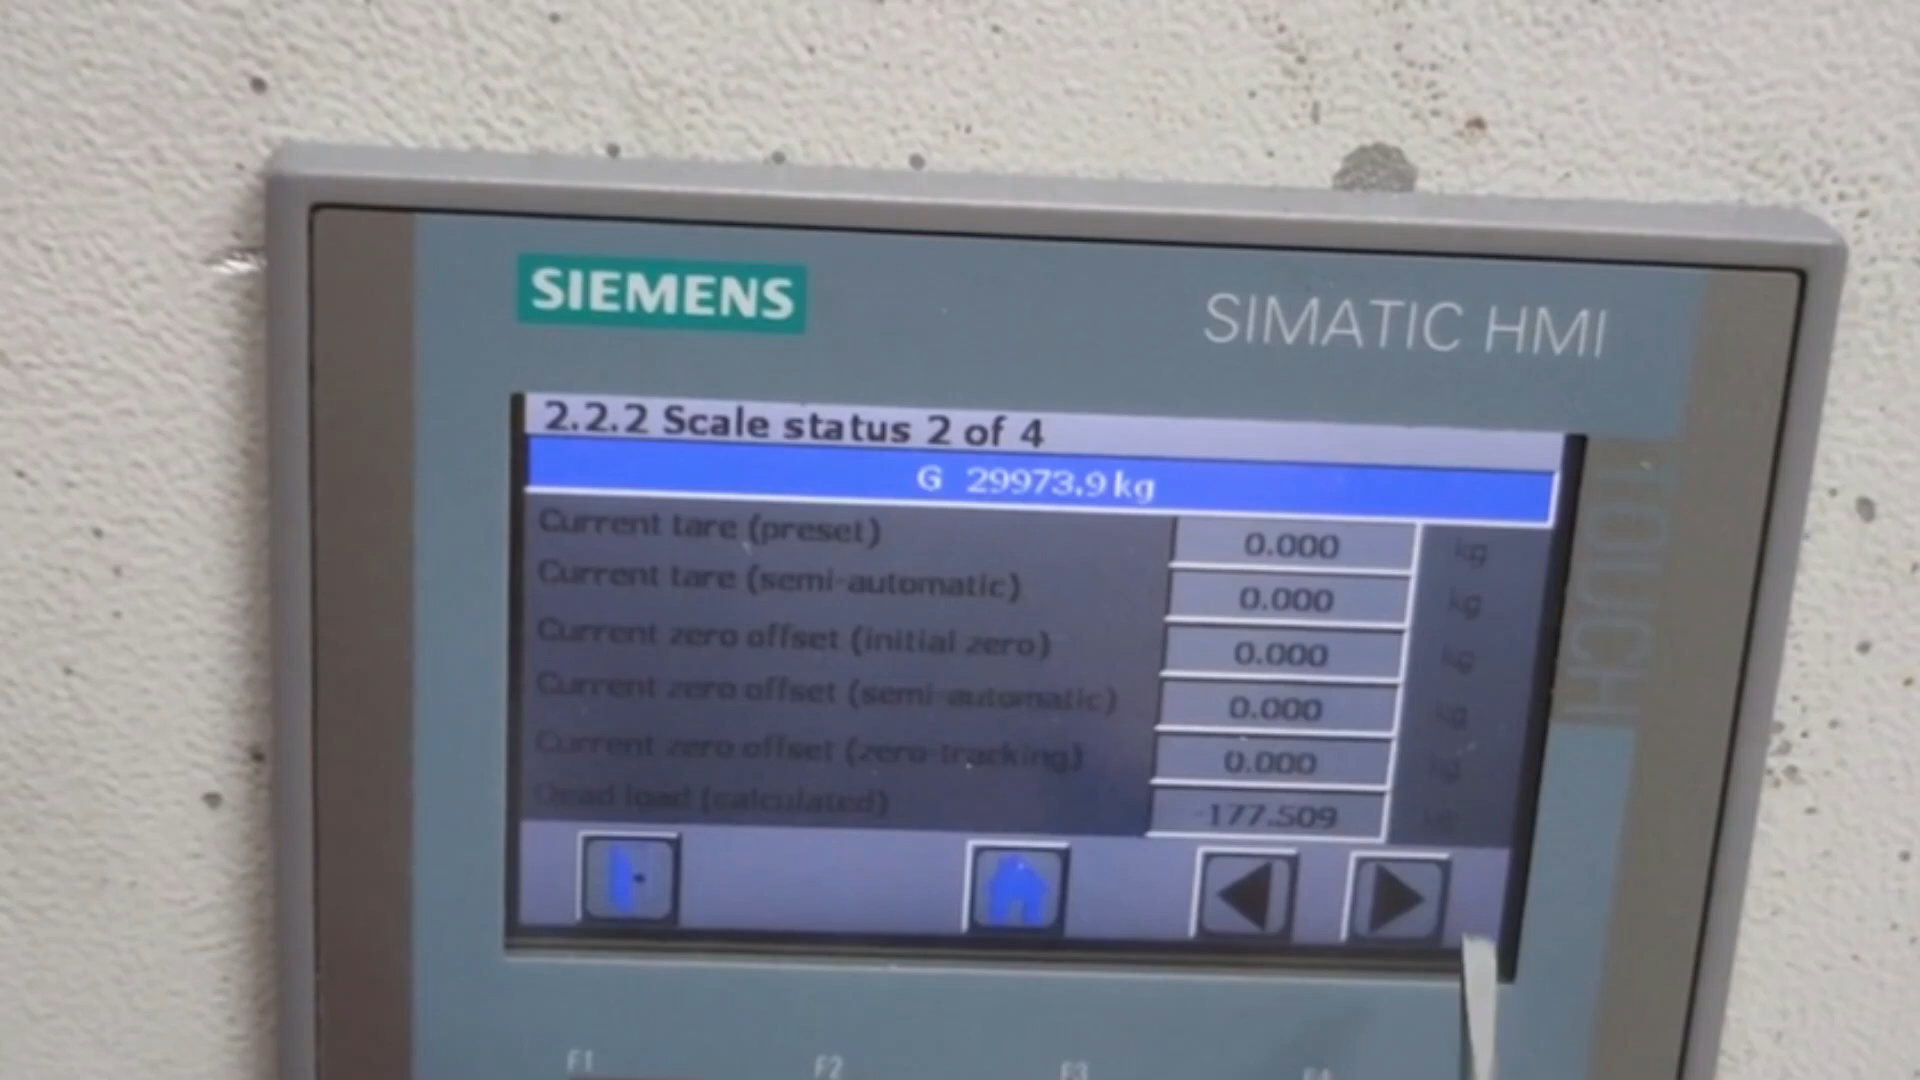 SIEMENS
SIMATIC HMI
TOUCH
2.2.2 Scale status 2 of 4
G 29973.9 kg
Current tare (preset) 0.000 kg
Current tare (semi-automatic) 0.000 kg
Current zero offset (initial zero) 0.000 kg
Current zero offset (semi-automatic) 0.000 kg
Current zero offset (zero-tracking) 0.000 kg
Dead load (calculated) -177.509 kg
F1 F2 F3 F4